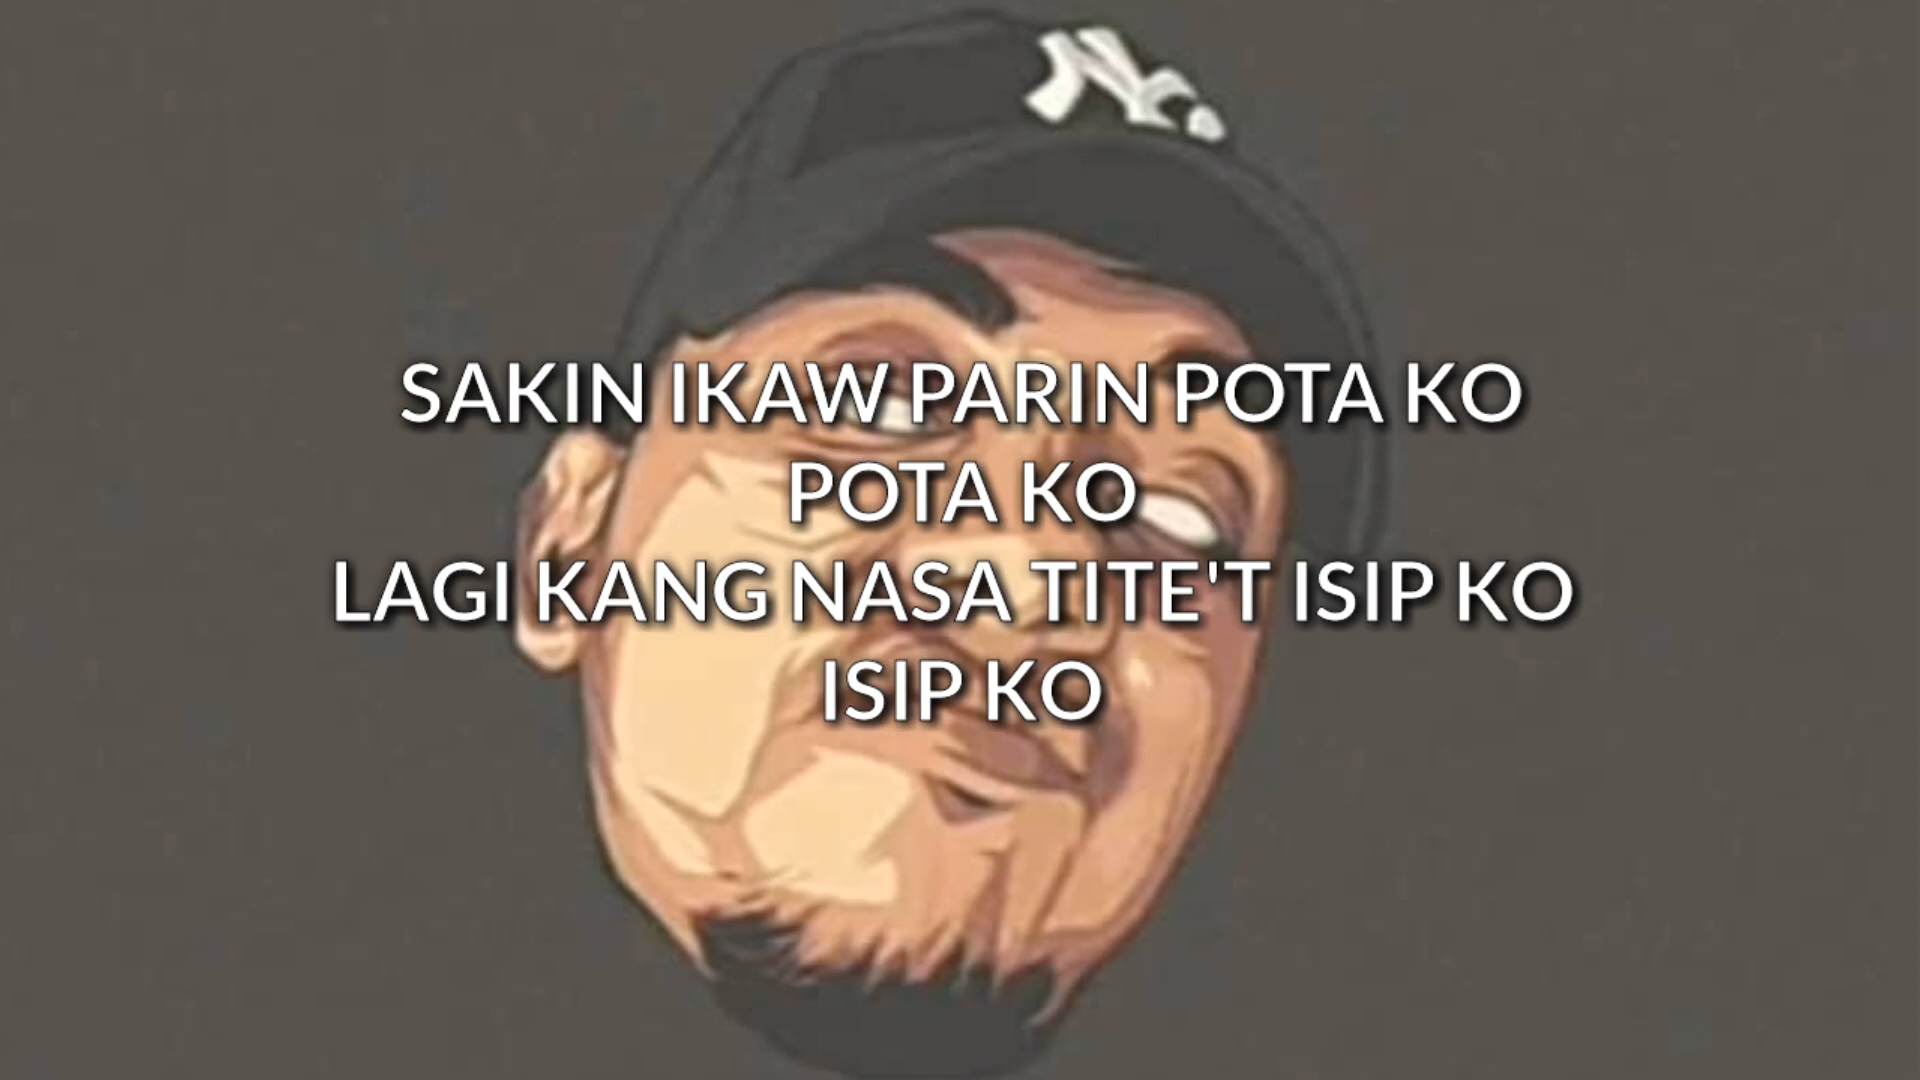 SAKIN IKAW PARIN POTA KO
POTA KO
LAGI KANG NASA TITE'T ISIP KO
ISIP KO